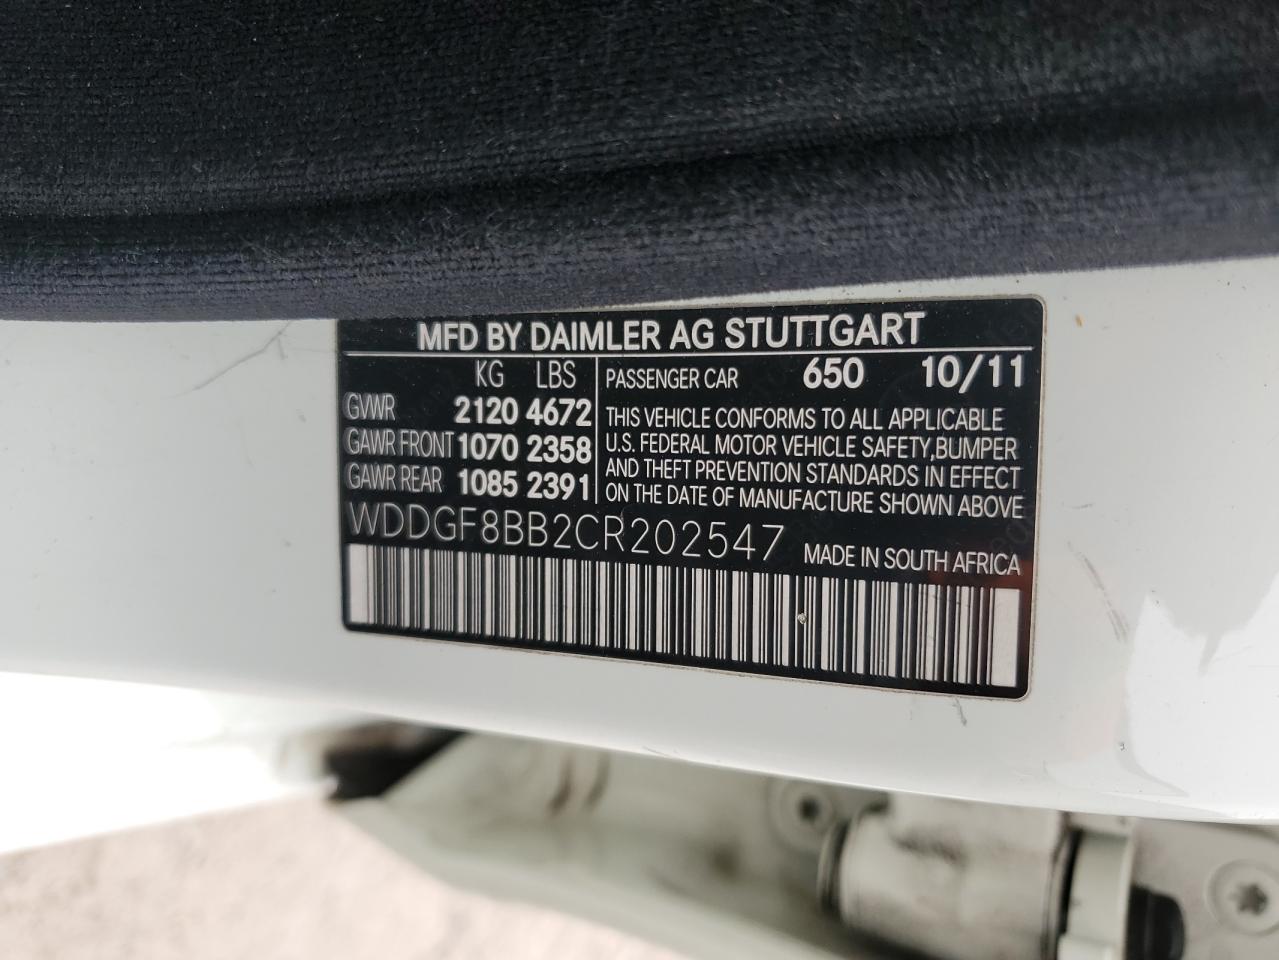 MFD BY DAIMLER AG STUTTGART
KG LBS
GVWR 2120 4672
GAWR FRONT 1070 2358
GAWR REAR 1085 2391
PASSENGER CAR 650 10/11
THIS VEHICLE CONFORMS TO ALL APPLICABLE
U.S. FEDERAL MOTOR VEHICLE SAFETY,BUMPER
AND THEFT PREVENTION STANDARDS IN EFFECT
ON THE DATE OF MANUFACTURE SHOWN ABOVE
WDDGF8BB2CR202547 MADE IN SOUTH AFRICA